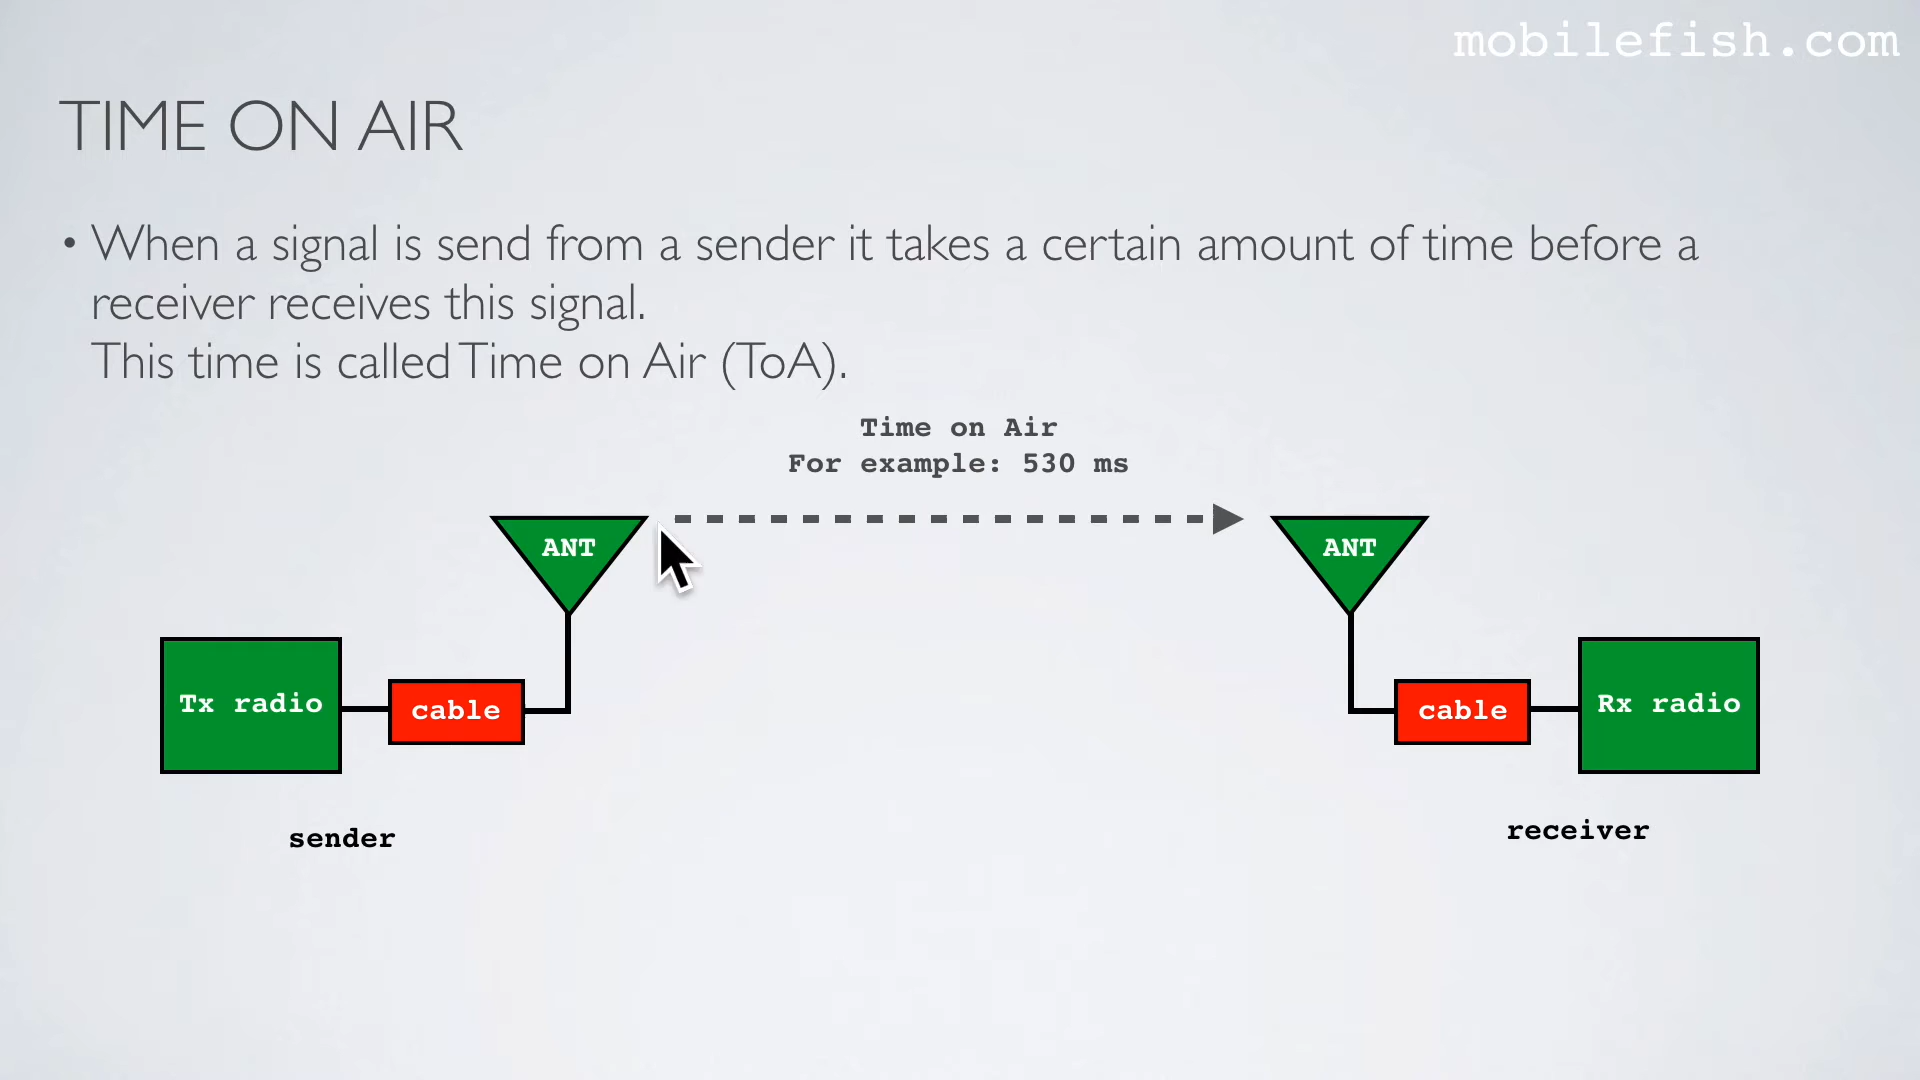 mobilefish.com
TIME ON AIR
• When a signal is send from a sender it takes a certain amount of time before a
receiver receives this signal.
This time is called Time on Air (ToA).
Time on Air
For example: 530 ms
ANT
ANT
Tx radio
cable
cable
Rx radio
sender
receiver